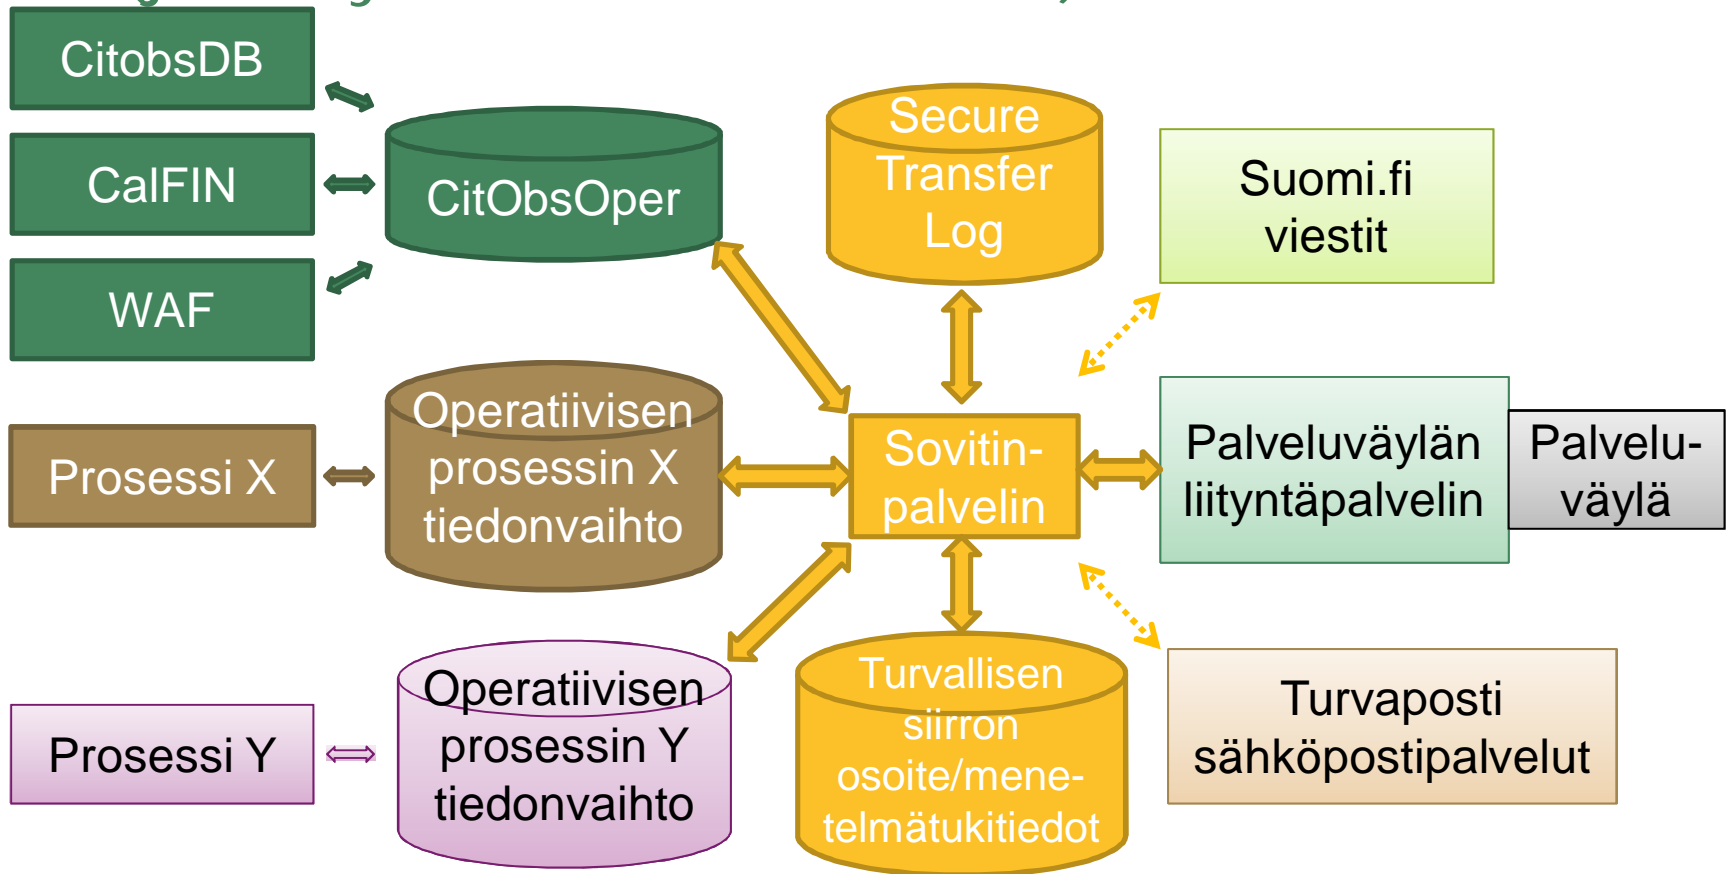 CitobsDB
CalFIN
WAF
CitObsOper
Secure
Transfer
Log
Suomi.fi
viestit
Prosessi X
Operatiivisen
prosessin X
tiedonvaihto
Sovitin-
palvelin
Palveluväylän
liityntäpalvelin
Palvelu-
väylä
Prosessi Y
Operatiivisen
prosessin Y
tiedonvaihto
Turvallisen
siirron
osoite/mene-
telmätukitiedot
Turvaposti
sähköpostipalvelut